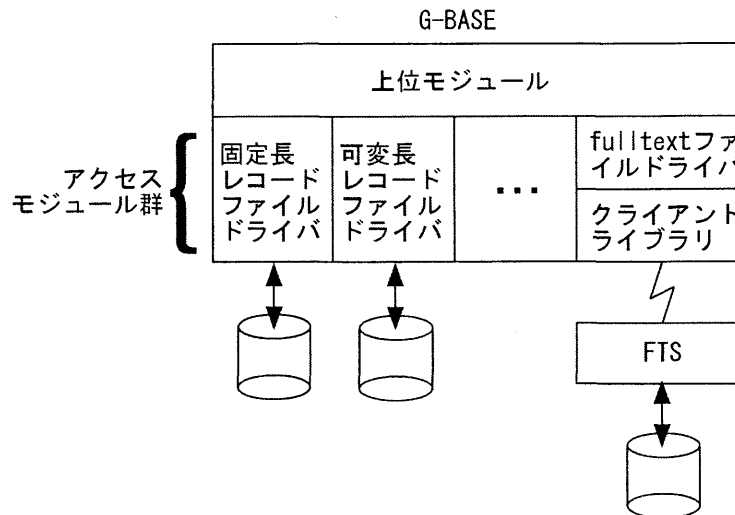 G-BASE
上位モジュール
アクセス
モジュール群
固定長
レコード
ファイル
ドライバ
可変長
レコード
ファイル
ドライバ
...
fulltextファ
イルドライバ
クライアント
ライブラリ
FTS